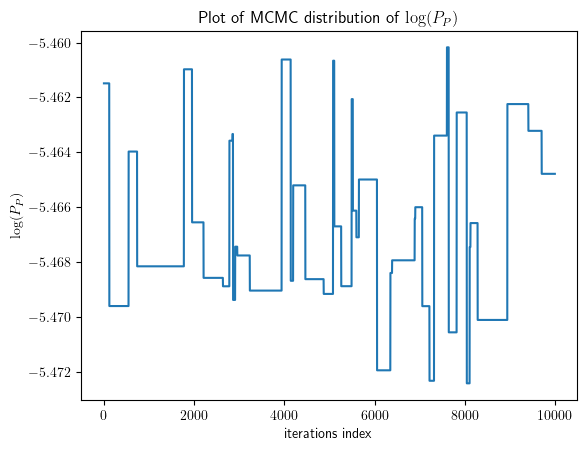 Plot of MCMC distribution of log(P_P)
−5.460
−5.462
−5.464
−5.466
−5.468
−5.470
−5.472
log(P_P)
0 2000 4000 6000 8000 10000
iterations index